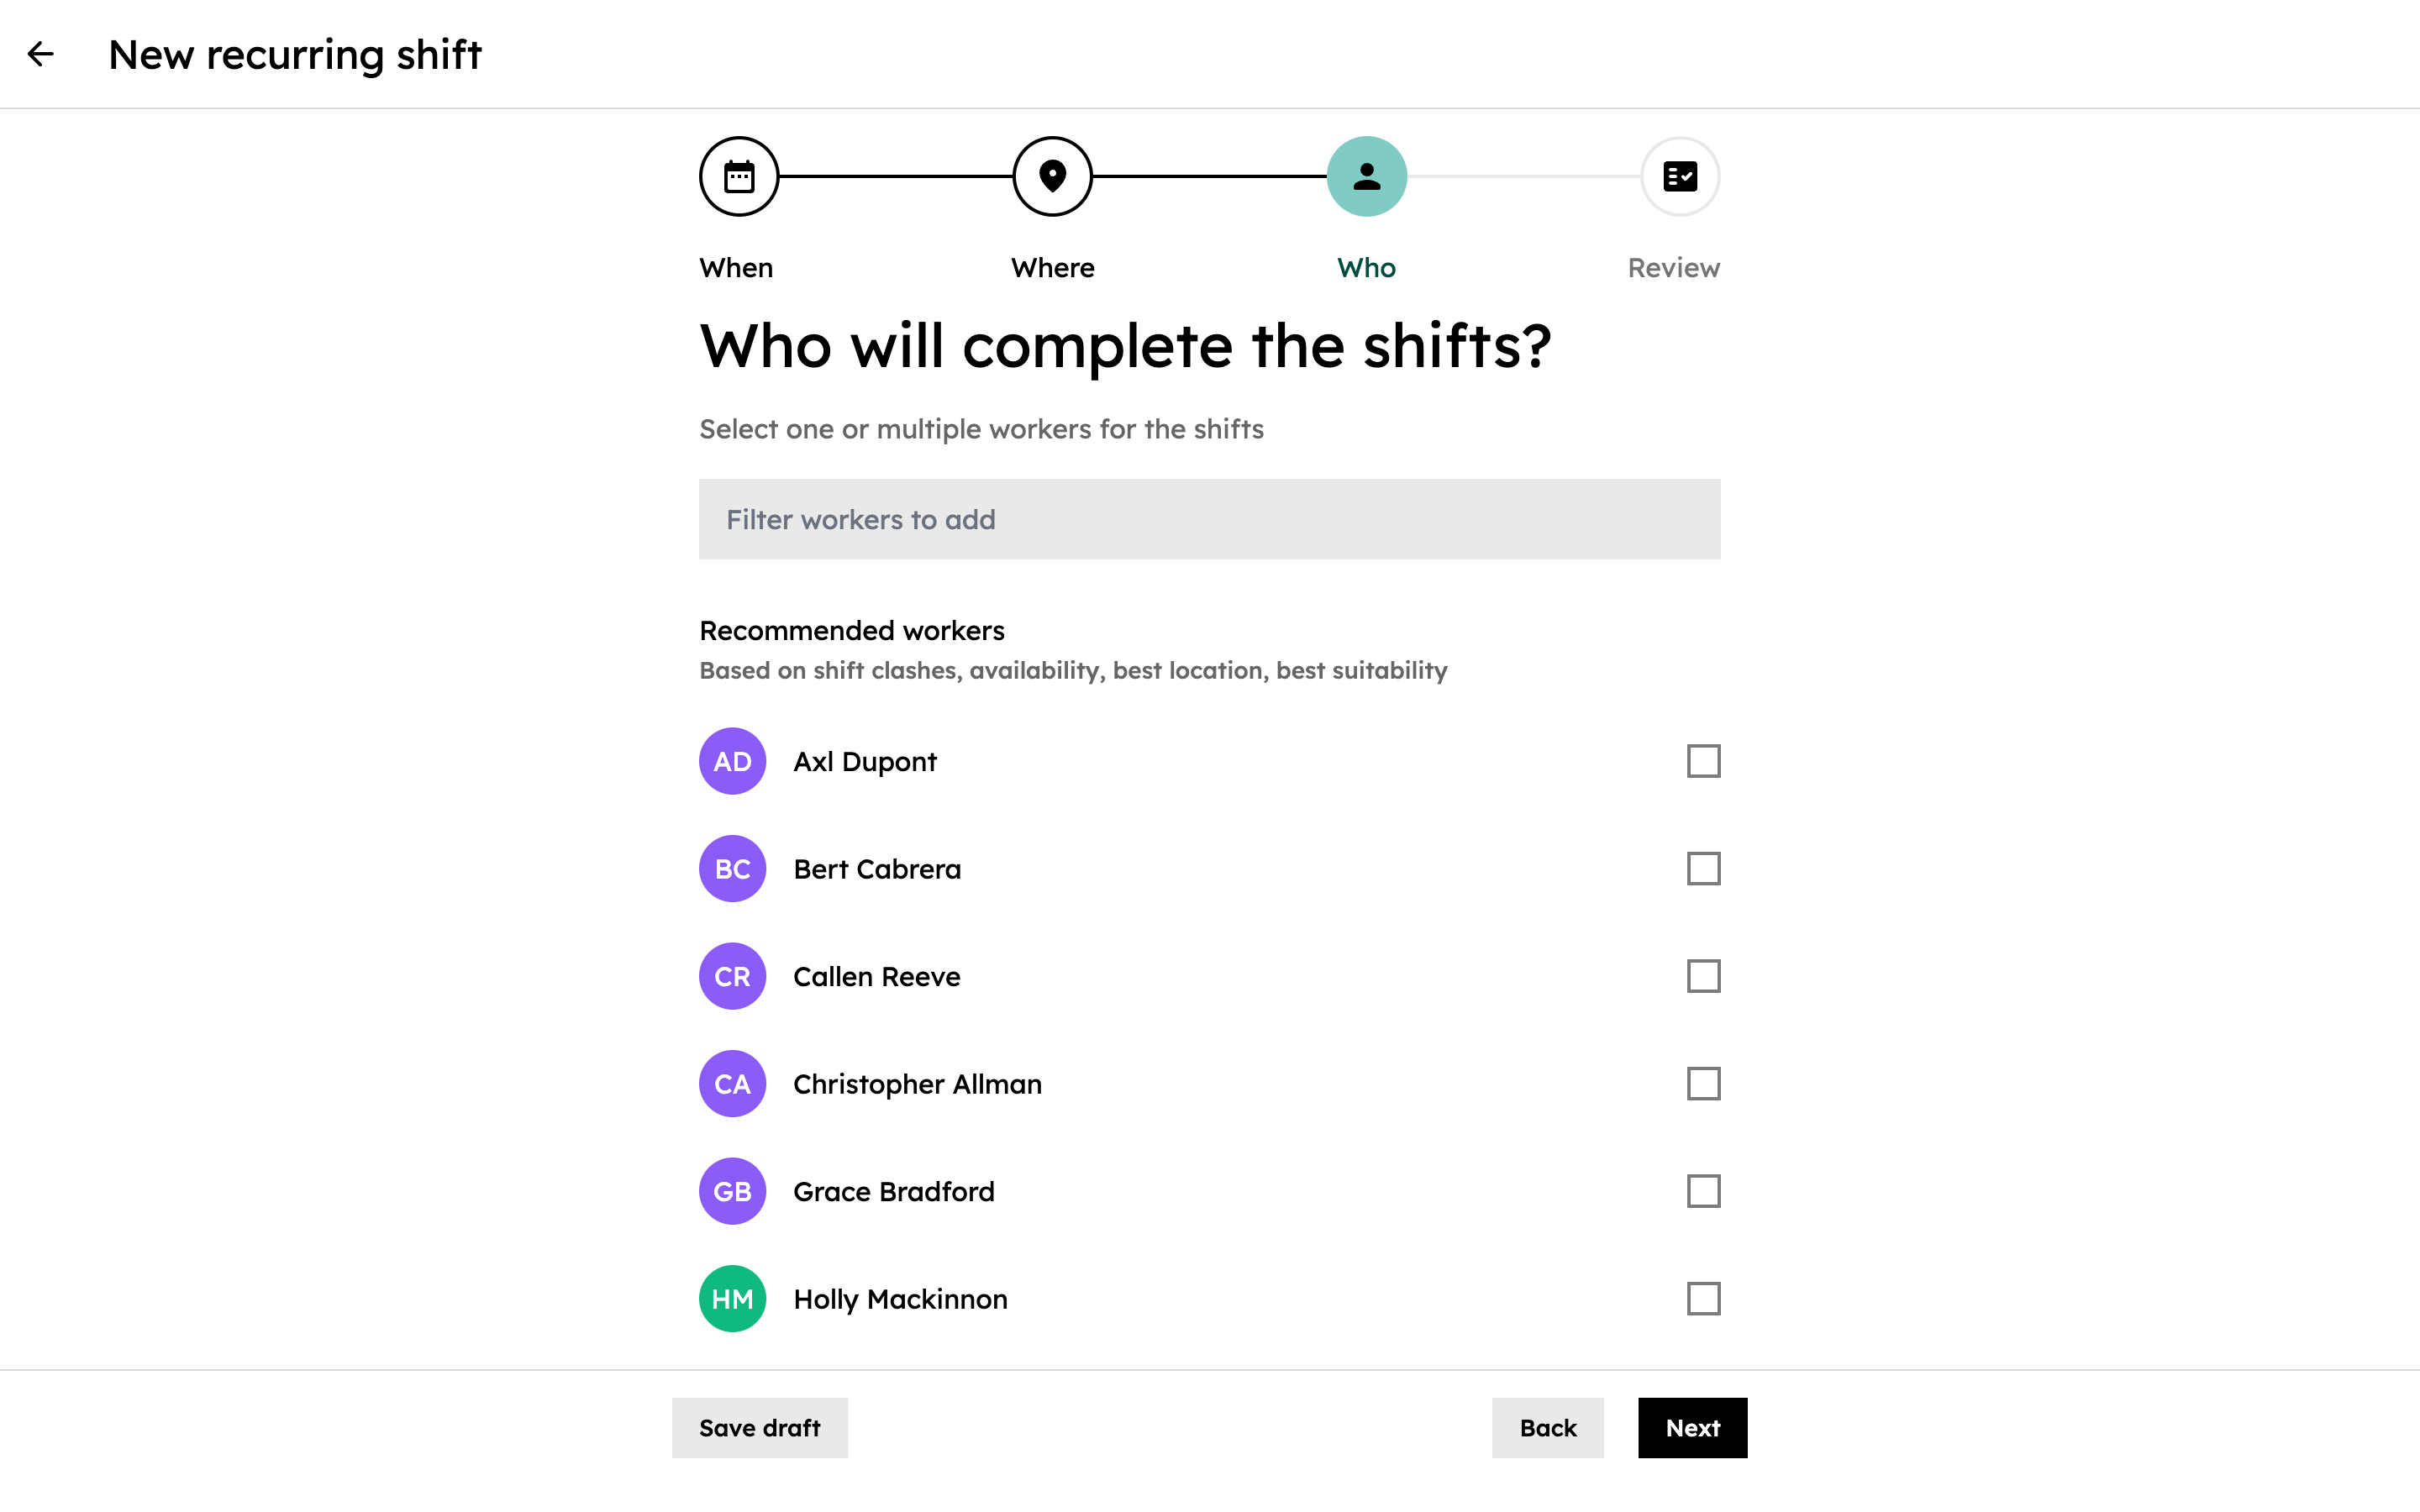 New recurring shift
When
Where
Who
Review
Who will complete the shifts?
Select one or multiple workers for the shifts
Filter workers to add
Recommended workers
Based on shift clashes, availability, best location, best suitability
AD Axl Dupont
BC Bert Cabrera
CR Callen Reeve
CA Christopher Allman
GB Grace Bradford
HM Holly Mackinnon
Save draft
Back
Next